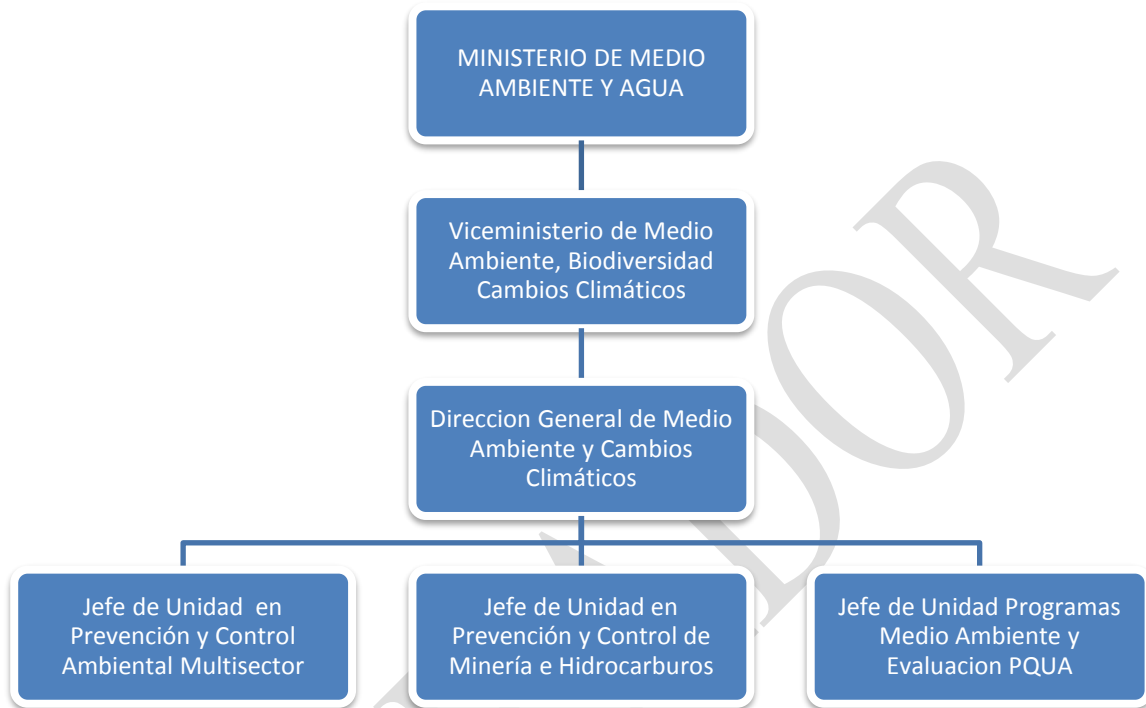 MINISTERIO DE MEDIO
AMBIENTE Y AGUA
Viceministerio de Medio
Ambiente, Biodiversidad
Cambios Climáticos
Direccion General de Medio
Ambiente y Cambios
Climáticos
Jefe de Unidad en
Prevención y Control
Ambiental Multisector
Jefe de Unidad en
Prevención y Control de
Minería e Hidrocarburos
Jefe de Unidad Programas
Medio Ambiente y
Evaluacion PQUA